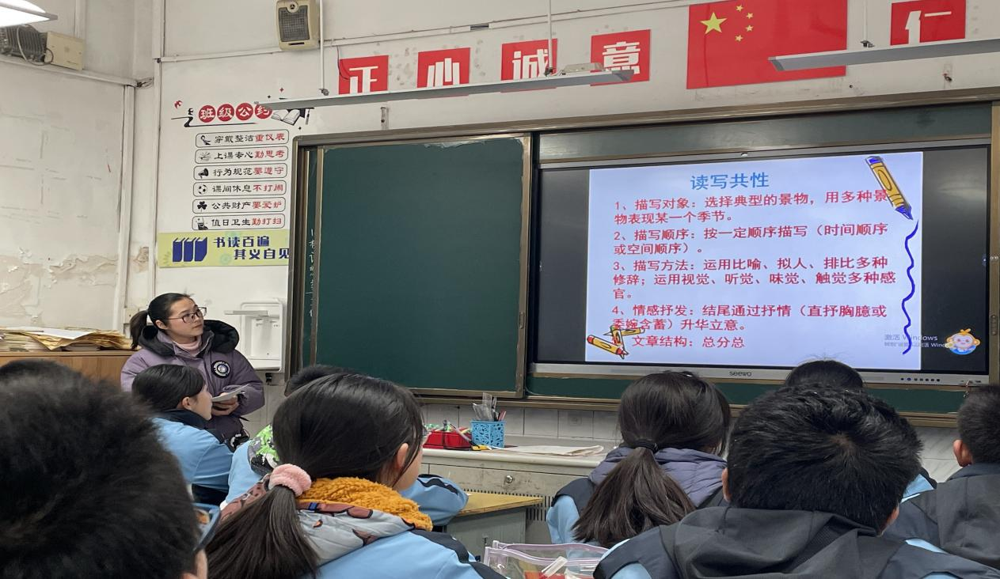 正心诚意
仁
班级公约
穿戴整洁重仪表
上课专心勤思考
行为规范要遵守
课间休息不打闹
公共财产要爱护
值日卫生勤打扫
书读百遍
其义自见
读写共性
1、描写对象：选择典型的景物，用多种景
物表现某一个季节。
2、描写顺序：按一定顺序描写（时间顺序
或空间顺序）。
3、描写方法：运用比喻、拟人、排比多种
修辞；运用视觉、听觉、味觉、触觉多种感
官。
4、情感抒发：结尾通过抒情（直抒胸臆或
委婉含蓄）升华立意。
文章结构：总分总
激活 Windows
seewo